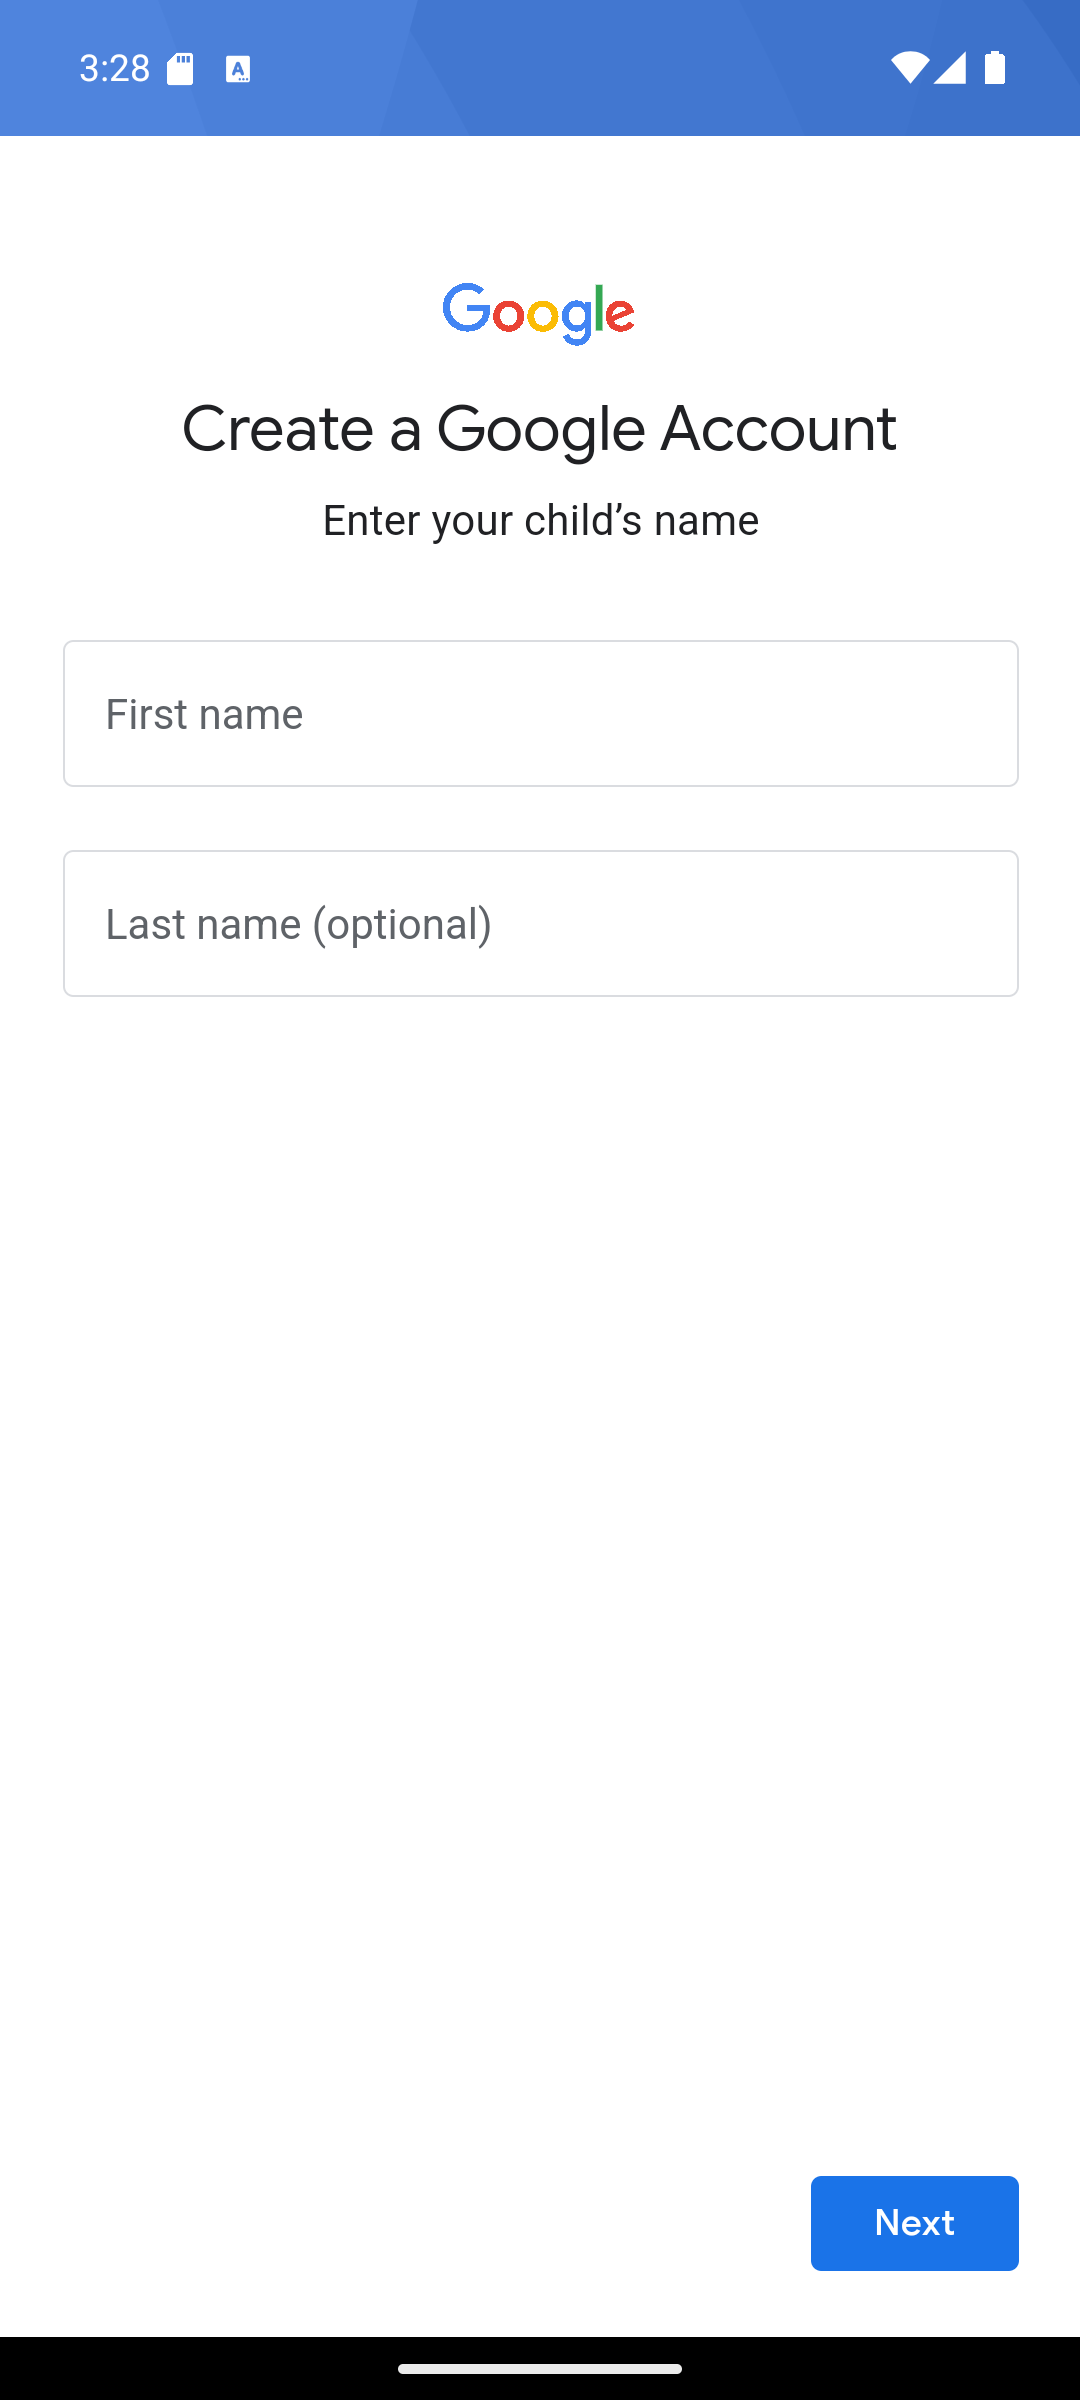 3:28
Google
Create a Google Account
Enter your child’s name
First name
Last name (optional)
Next